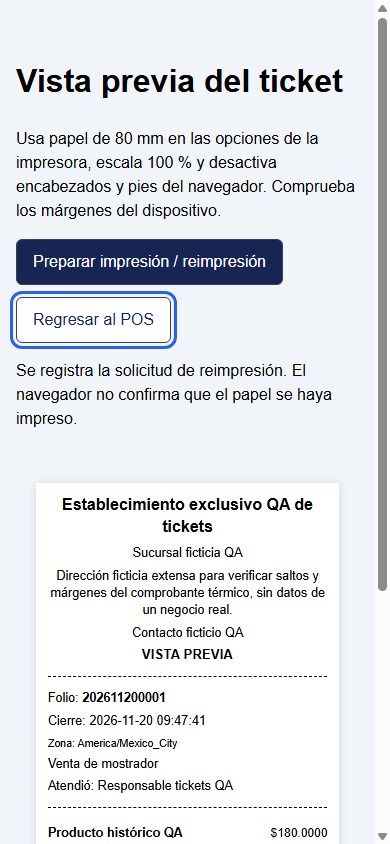 Vista previa del ticket
Usa papel de 80 mm en las opciones de la
impresora, escala 100 % y desactiva
encabezados y pies del navegador. Comprueba
los márgenes del dispositivo.
Preparar impresión / reimpresión
Regresar al POS
Se registra la solicitud de reimpresión. El
navegador no confirma que el papel se haya
impreso.
Establecimiento exclusivo QA de
tickets
Sucursal ficticia QA
Dirección ficticia extensa para verificar saltos y
márgenes del comprobante térmico, sin datos de
un negocio real.
Contacto ficticio QA
VISTA PREVIA
Folio: 202611200001
Cierre: 2026-11-20 09:47:41
Zona: America/Mexico_City
Venta de mostrador
Atendió: Responsable tickets QA
Producto histórico QA $180.0000